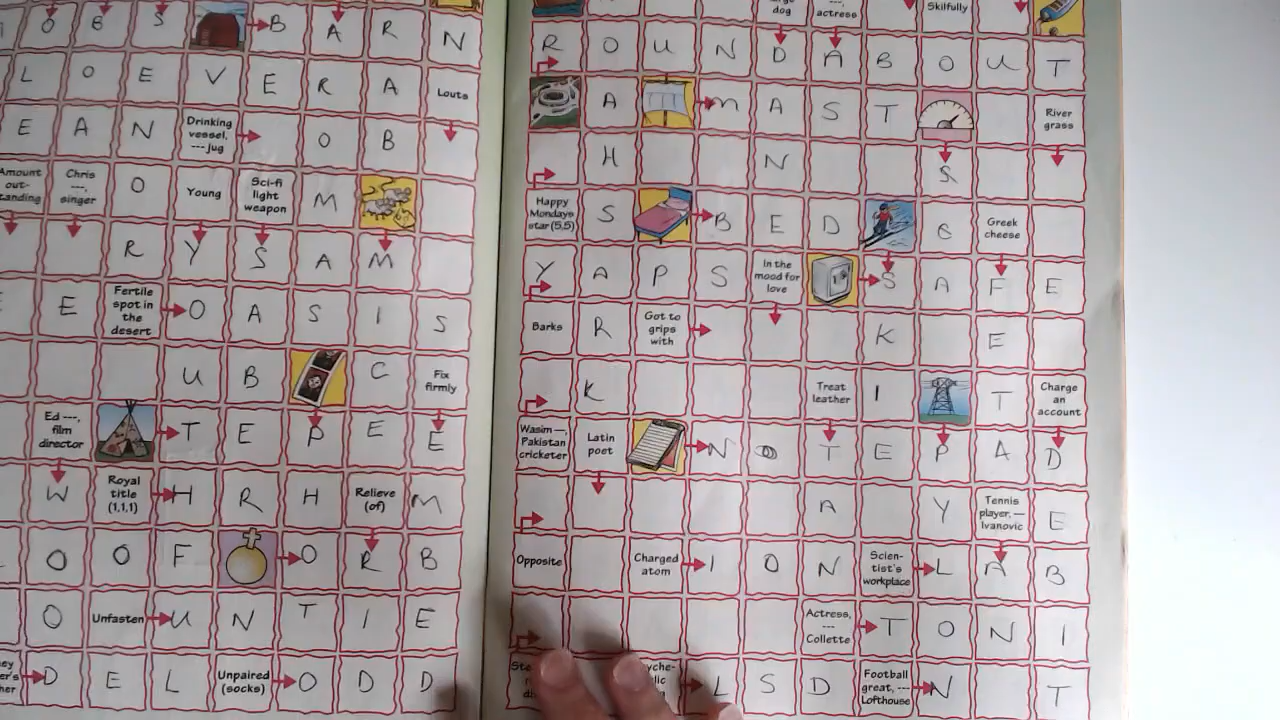 O B S B A R N
dog
actress
Skilfully
R O U N D A B O U T
L O E V E R A Louts
A M A S T River grass
E A N Drinking vessel, --- jug O B
H N S
Amount out-standing Chris ---, singer O Young Sci-fi light weapon M
Happy Mondays star (5,5) S B E D Greek cheese
R Y S A M
Y A P S In the mood for love S A F E
E Fertile spot in the desert O A S I S
Barks R Got to grips with K E
U B C Fix firmly
K Treat leather I T Charge an account
Ed ---, film director T E P E E
Wasim —, Pakistan cricketer Latin poet N O T E P A D
W Royal title (1,1,1) H R H Relieve (of) M
A Y Tennis player, — Ivanovic E
O O F O R B
Opposite Charged atom I O N Scien-tist's workplace L A B
O Unfasten U N T I E
Actress, --- Collette T O N I
D E L Unpaired (socks) O D D
L S D Football great, --- Lofthouse N T